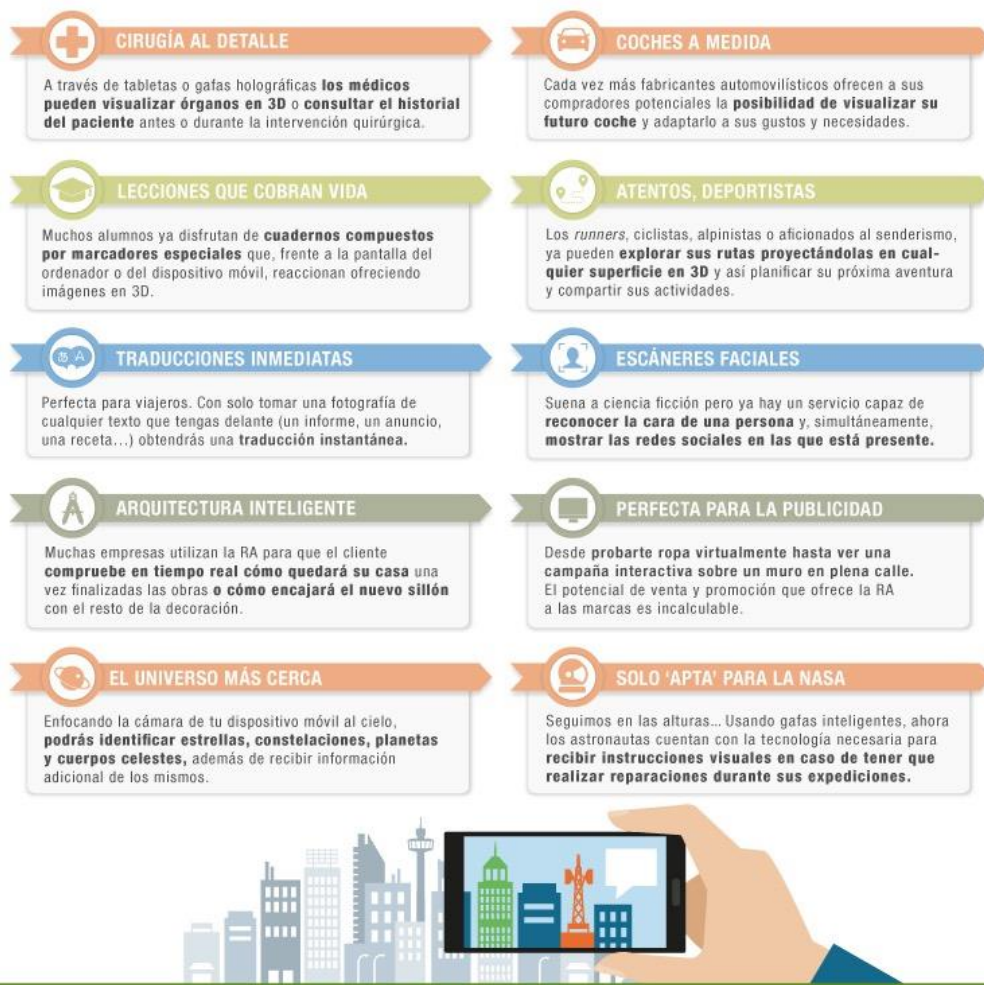 CIRUGÍA AL DETALLE
A través de tabletas o gafas holográficas los médicos
pueden visualizar órganos en 3D o consultar el historial
del paciente antes o durante la intervención quirúrgica.
COCHES A MEDIDA
Cada vez más fabricantes automovilísticos ofrecen a sus
compradores potenciales la posibilidad de visualizar su
futuro coche y adaptarlo a sus gustos y necesidades.
LECCIONES QUE COBRAN VIDA
Muchos alumnos ya disfrutan de cuadernos compuestos
por marcadores especiales que, frente a la pantalla del
ordenador o del dispositivo móvil, reaccionan ofreciendo
imágenes en 3D.
ATENTOS, DEPORTISTAS
Los runners, ciclistas, alpinistas o aficionados al senderismo,
ya pueden explorar sus rutas proyectándolas en cual-
quier superficie en 3D y así planificar su próxima aventura
y compartir sus actividades.
TRADUCCIONES INMEDIATAS
Perfecta para viajeros. Con solo tomar una fotografía de
cualquier texto que tengas delante (un informe, un anuncio,
una receta...) obtendrás una traducción instantánea.
ESCÁNERES FACIALES
Suena a ciencia ficción pero ya hay un servicio capaz de
reconocer la cara de una persona y, simultáneamente,
mostrar las redes sociales en las que está presente.
ARQUITECTURA INTELIGENTE
Muchas empresas utilizan la RA para que el cliente
compruebe en tiempo real cómo quedará su casa una
vez finalizadas las obras o cómo encajará el nuevo sillón
con el resto de la decoración.
PERFECTA PARA LA PUBLICIDAD
Desde probarte ropa virtualmente hasta ver una
campaña interactiva sobre un muro en plena calle.
El potencial de venta y promoción que ofrece la RA
a las marcas es incalculable.
EL UNIVERSO MÁS CERCA
Enfocando la cámara de tu dispositivo móvil al cielo,
podrás identificar estrellas, constelaciones, planetas
y cuerpos celestes, además de recibir información
adicional de los mismos.
SOLO 'APTA' PARA LA NASA
Seguimos en las alturas... Usando gafas inteligentes, ahora
los astronautas cuentan con la tecnología necesaria para
recibir instrucciones visuales en caso de tener que
realizar reparaciones durante sus expediciones.